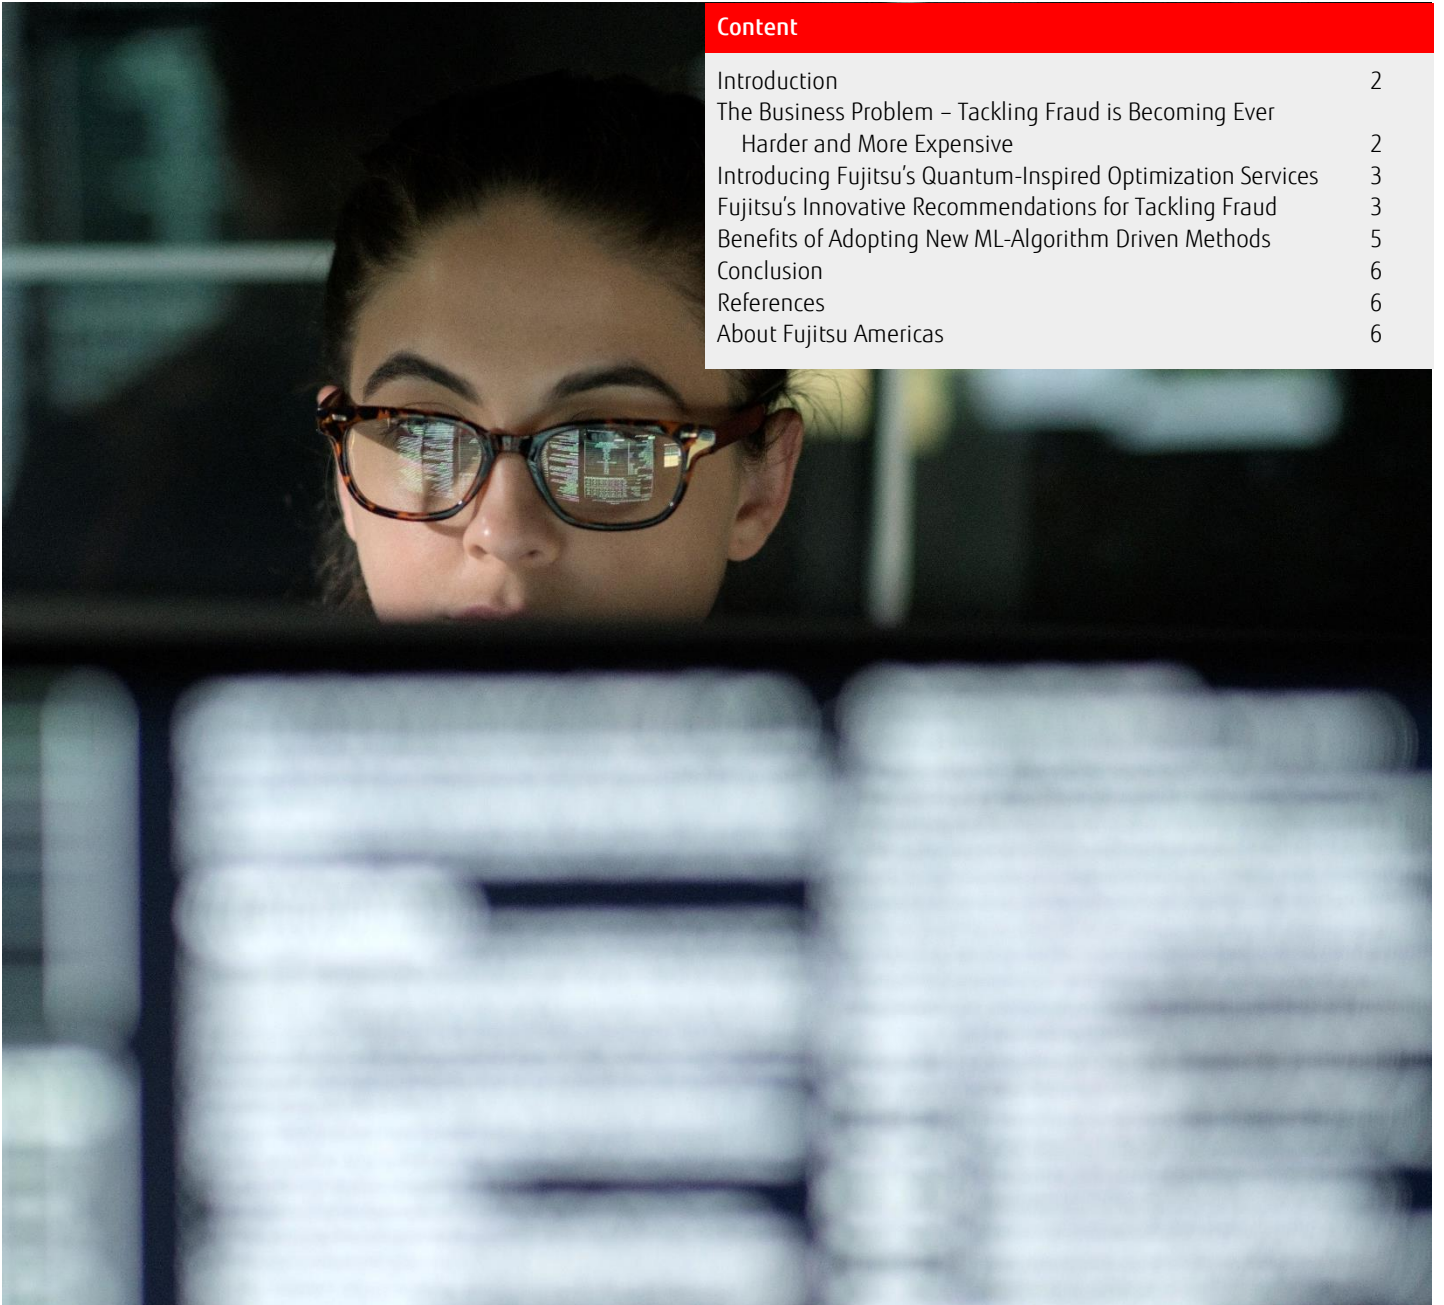 Content
Introduction 2
The Business Problem – Tackling Fraud is Becoming Ever
Harder and More Expensive 2
Introducing Fujitsu's Quantum-Inspired Optimization Services 3
Fujitsu's Innovative Recommendations for Tackling Fraud 3
Benefits of Adopting New ML-Algorithm Driven Methods 5
Conclusion 6
References 6
About Fujitsu Americas 6